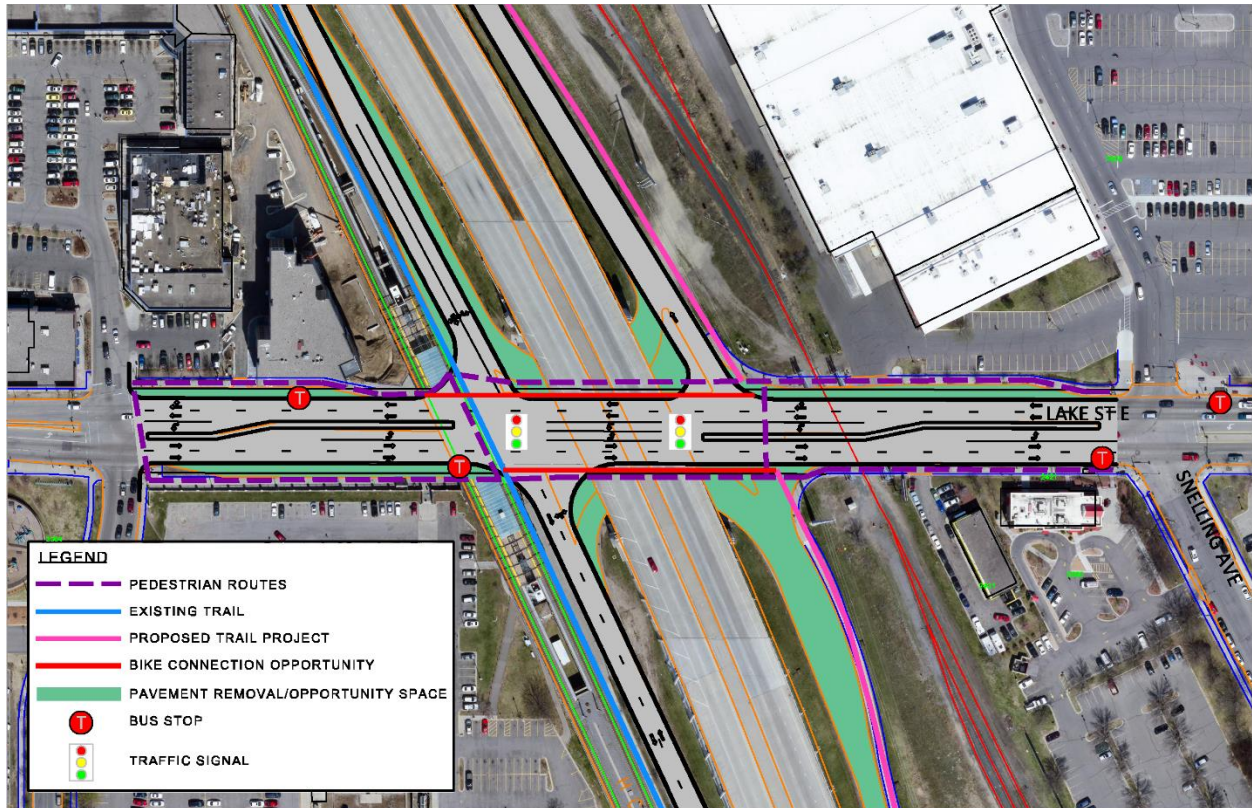 LAKE ST E
SNELLING AVE
T
T
T
T
LEGEND
PEDESTRIAN ROUTES
EXISTING TRAIL
PROPOSED TRAIL PROJECT
BIKE CONNECTION OPPORTUNITY
PAVEMENT REMOVAL/OPPORTUNITY SPACE
T
BUS STOP
TRAFFIC SIGNAL